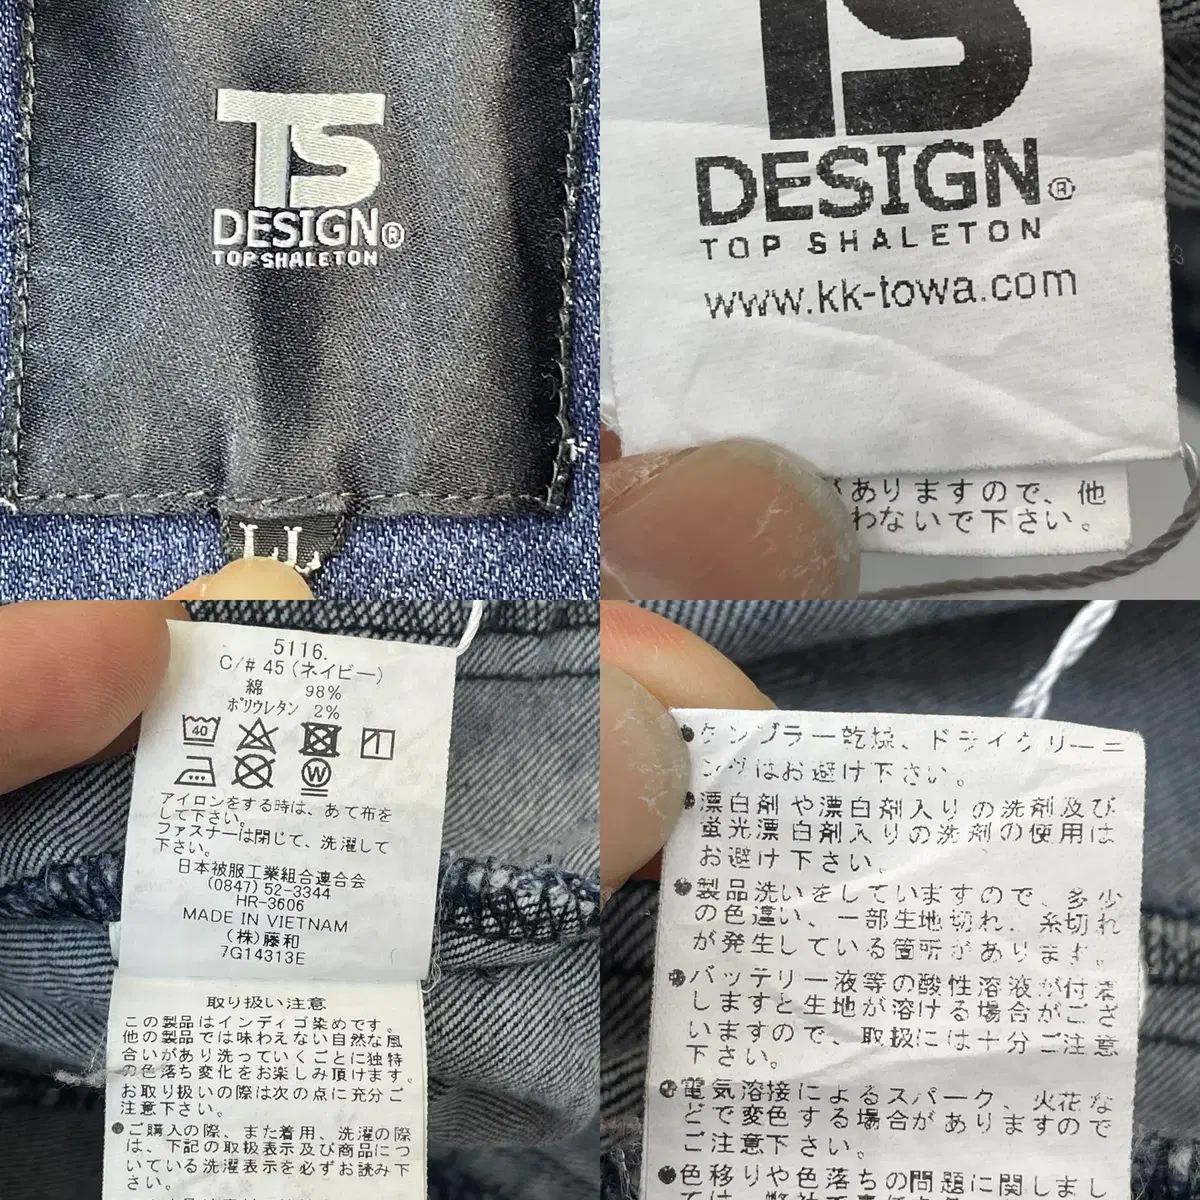 TS
DESIGN®
TOP SHALETON
LL
TS
DESIGN®
TOP SHALETON
www.kk-towa.com
がありますので、他
わないで下さい。
5116.
C/# 45 (ネイビー)
綿 98%
ポリウレタン 2%
40
W
アイロンをする時は、あて布を
して下さい。
ファスナーは閉じて、洗濯して
下さい。
日本被服工業組合連合会
(0847) 52-3344
HR-3606
MADE IN VIETNAM
(株)藤和
7G14313E
取り扱い注意
この製品はインディゴ染めです。
他の製品では味わえない自然な風
合いがあり洗っていくごとに独特
の色落ち変化をお楽しみ頂けます。
お取り扱いの際は次の点に充分ご
注意下さい。
●ご購入の際、また着用、洗濯の際
は、下記の取扱表示及び商品につ
いている洗濯表示を必ずお読み下
さい。
●タンブラー乾燥、ドライクリーニ
ングはお避け下さい。
●漂白剤や漂白剤入りの洗剤及び
蛍光漂白剤入りの洗剤の使用は
お避け下さい。
●製品洗いをしていますので、多少
の色違い、一部生地切れ、糸切れ
が発生している箇所があります。
●バッテリー液等の酸性溶液が付着
しますと生地が溶ける場合がござ
いますので、取扱には十分ご注意
下さい。
●電気溶接によるスパーク、火花な
どで変色する場合がありますので
ご注意下さい。
●色移りや色落ちの問題に関しまし
ては、弊社で